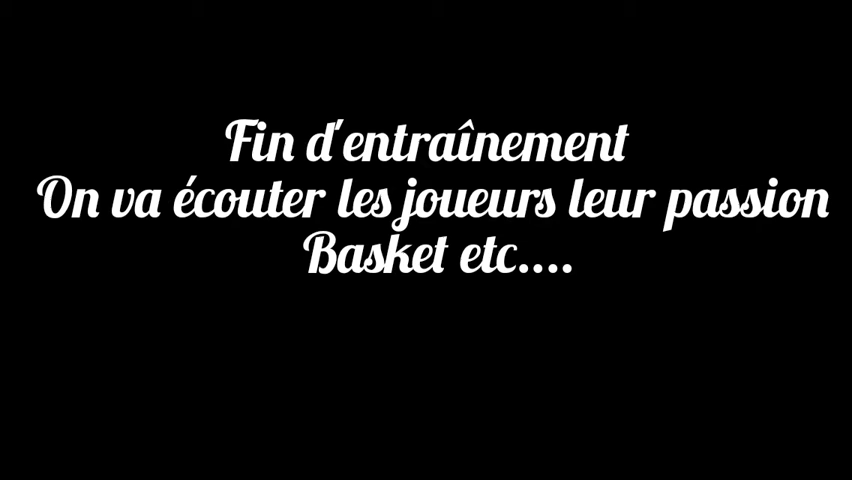 Fin d'entraînement
On va écouter les joueurs leur passion
Basket etc....